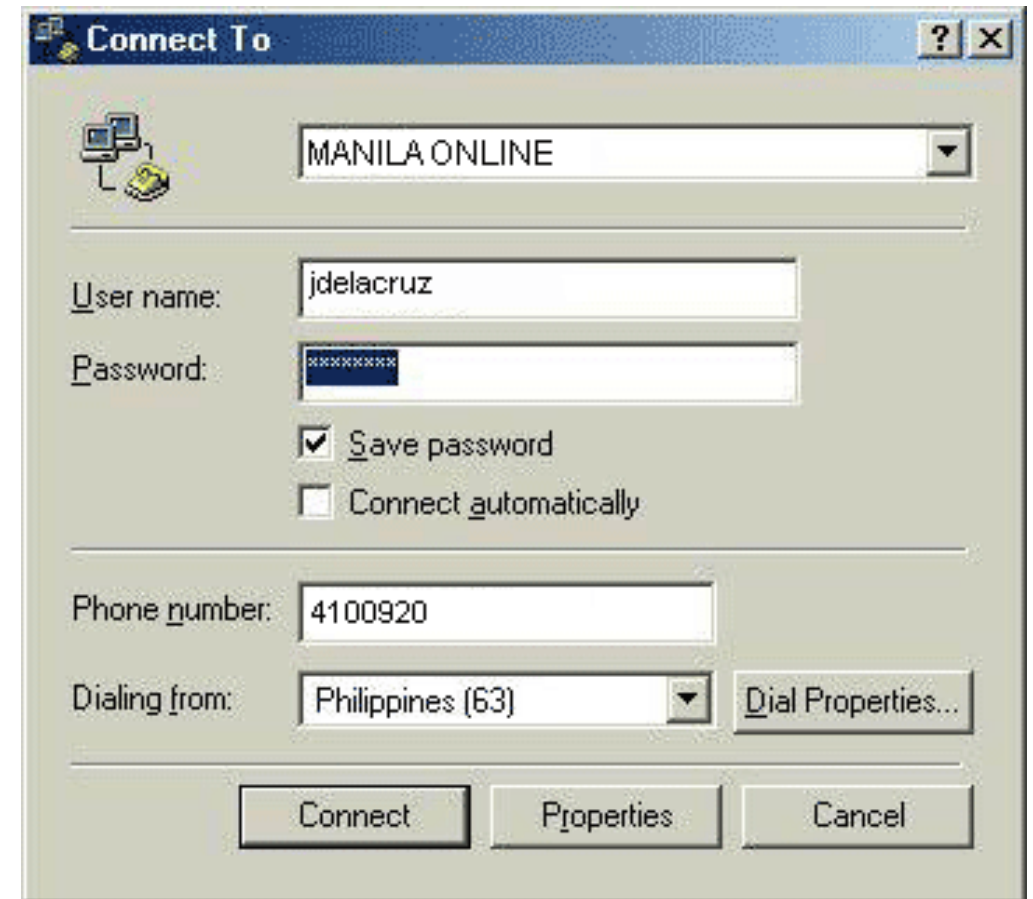 Connect To
MANILA ONLINE
User name:
jdelacruz
Password:
********
Save password
Connect automatically
Phone number:
4100920
Dialing from:
Philippines (63)
Dial Properties...
Connect
Properties
Cancel